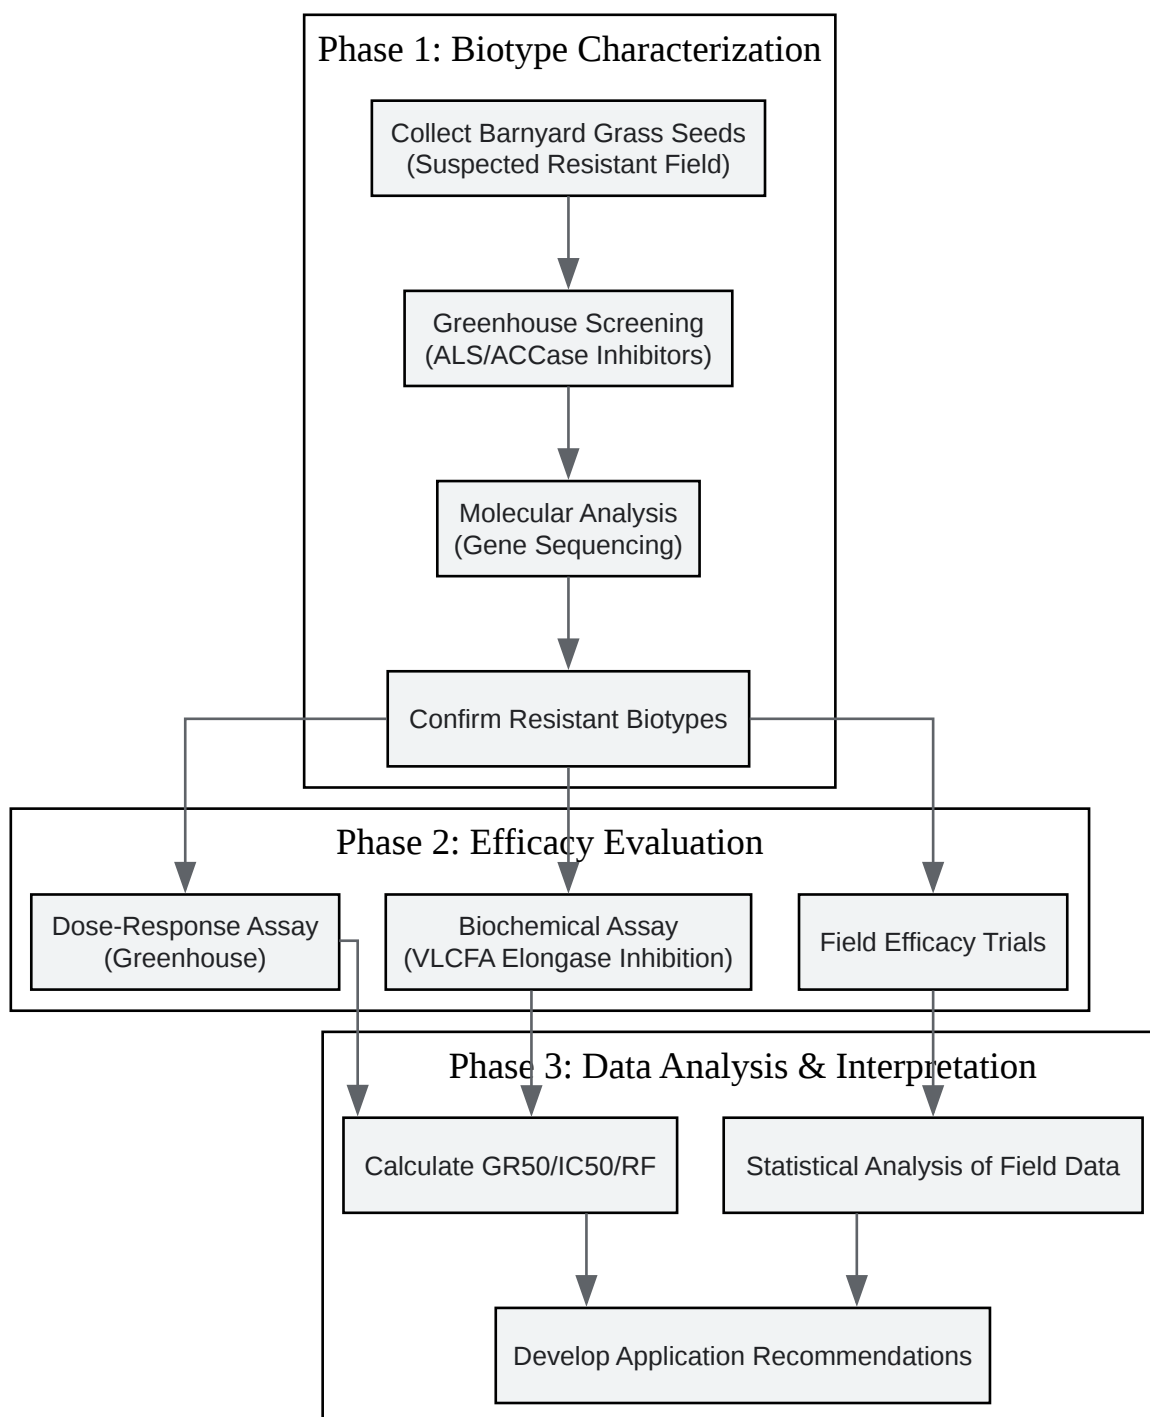 Phase 1: Biotype Characterization
Collect Barnyard Grass Seeds
(Suspected Resistant Field)
Greenhouse Screening
(ALS/ACCase Inhibitors)
Molecular Analysis
(Gene Sequencing)
Confirm Resistant Biotypes
Phase 2: Efficacy Evaluation
Dose-Response Assay
(Greenhouse)
Biochemical Assay
(VLCFA Elongase Inhibition)
Field Efficacy Trials
Phase 3: Data Analysis & Interpretation
Calculate GR50/IC50/RF
Statistical Analysis of Field Data
Develop Application Recommendations